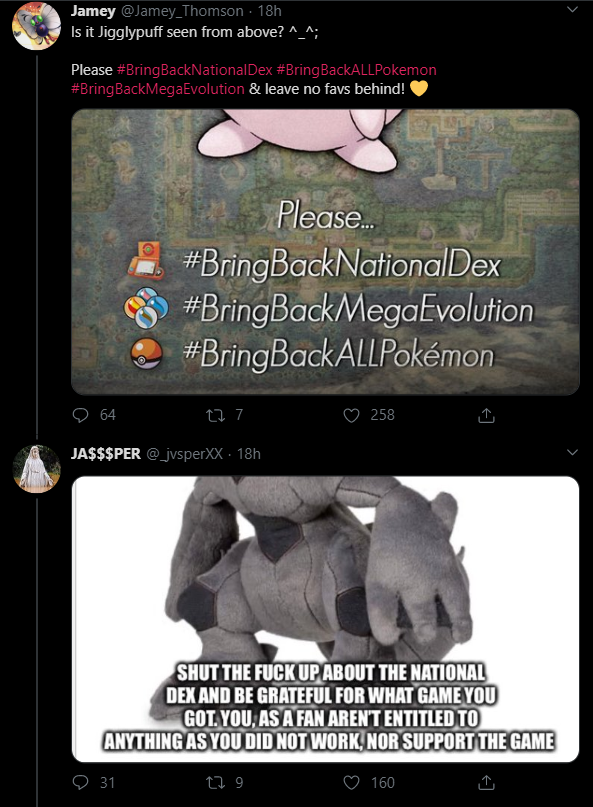 Jamey @Jamey_Thomson · 18h
Is it Jigglypuff seen from above? ^_^;
Please #BringBackNationalDex #BringBackALLPokemon
#BringBackMegaEvolution & leave no favs behind! 💛
Please...
#BringBackNationalDex
#BringBackMegaEvolution
#BringBackALLPokémon
64 7 258
JA$$$PER @_jvsperXX · 18h
SHUT THE FUCK UP ABOUT THE NATIONAL
DEX AND BE GRATEFUL FOR WHAT GAME YOU
GOT. YOU, AS A FAN AREN'T ENTITLED TO
ANYTHING AS YOU DID NOT WORK, NOR SUPPORT THE GAME
31 9 160